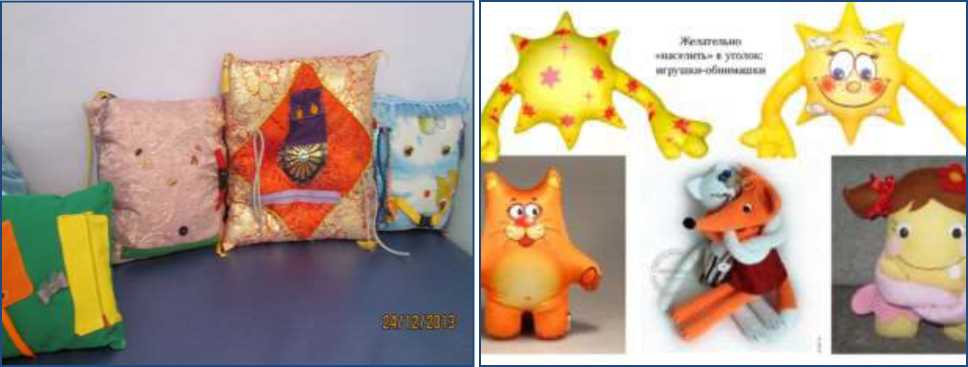 24/12/2013
Желательно
«населить» в уголок:
игрушки-обнимашки